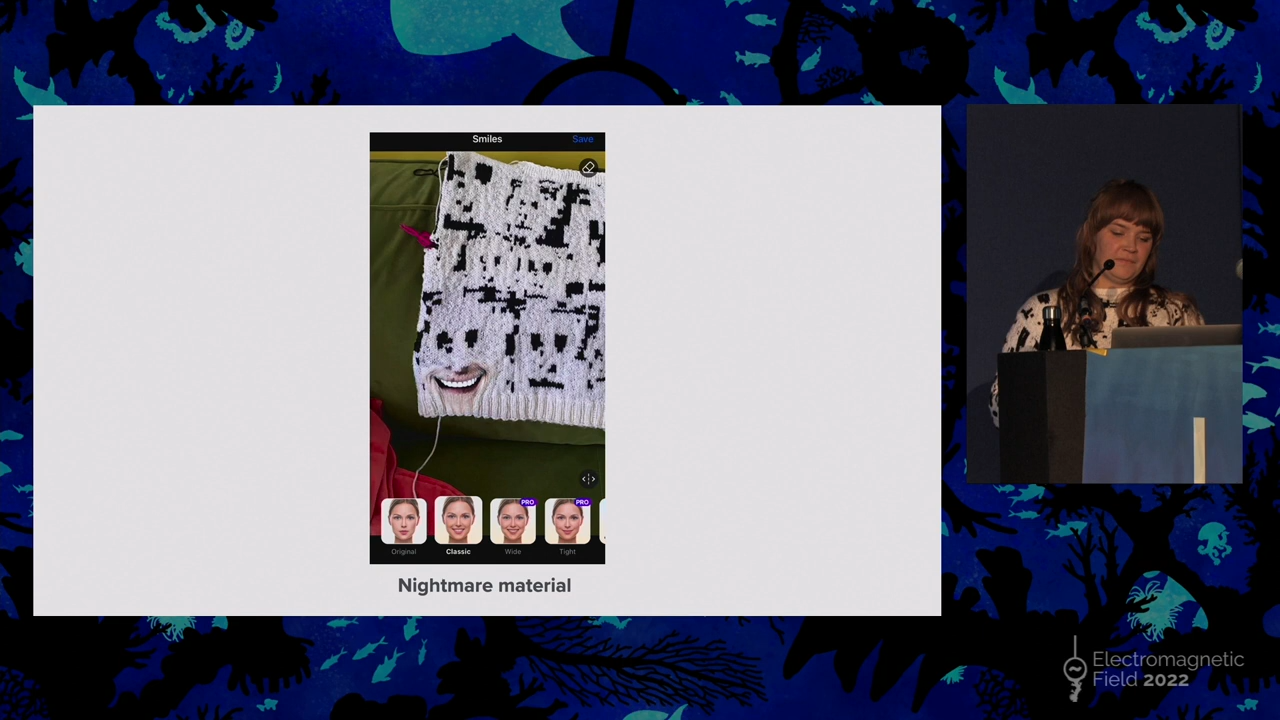 Smiles
Save
PRO
PRO
Original
Classic
Wide
Tight
Nightmare material
Electromagnetic
Field 2022